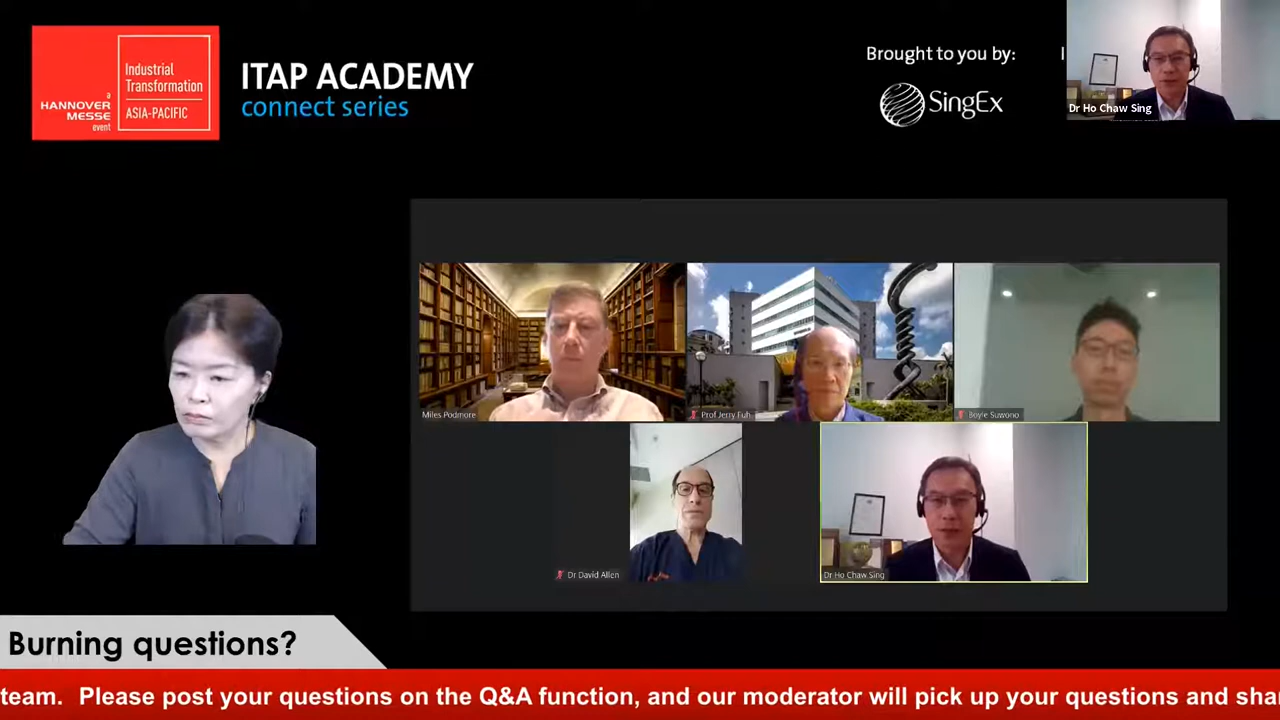 a
HANNOVER
MESSE
event
Industrial
Transformation
ASIA-PACIFIC
ITAP ACADEMY
connect series
Brought to you by:
SingEx
Dr Ho Chaw Sing
Miles Podmore
Prof Jerry Fuh
Boyle Suwono
Dr David Allen
Dr Ho Chaw Sing
Burning questions?
team. Please post your questions on the Q&A function, and our moderator will pick up your questions and sha